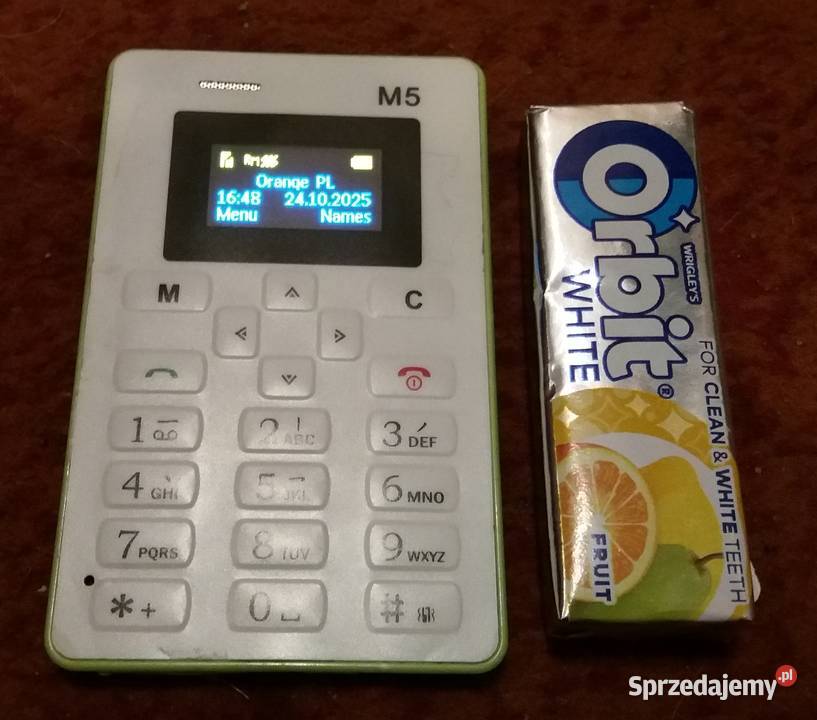 M5
Orange PL
16:48 24.10.2025
Menu Names
M C
1
2 ABC
3 DEF
4 GHI
5 JKL
6 MNO
7 PQRS
8 TUV
9 WXYZ
* +
0
#
Orbit®
WRIGLEY'S
WHITE
FOR CLEAN & WHITE TEETH
FRUIT
Sprzedajemy.pl